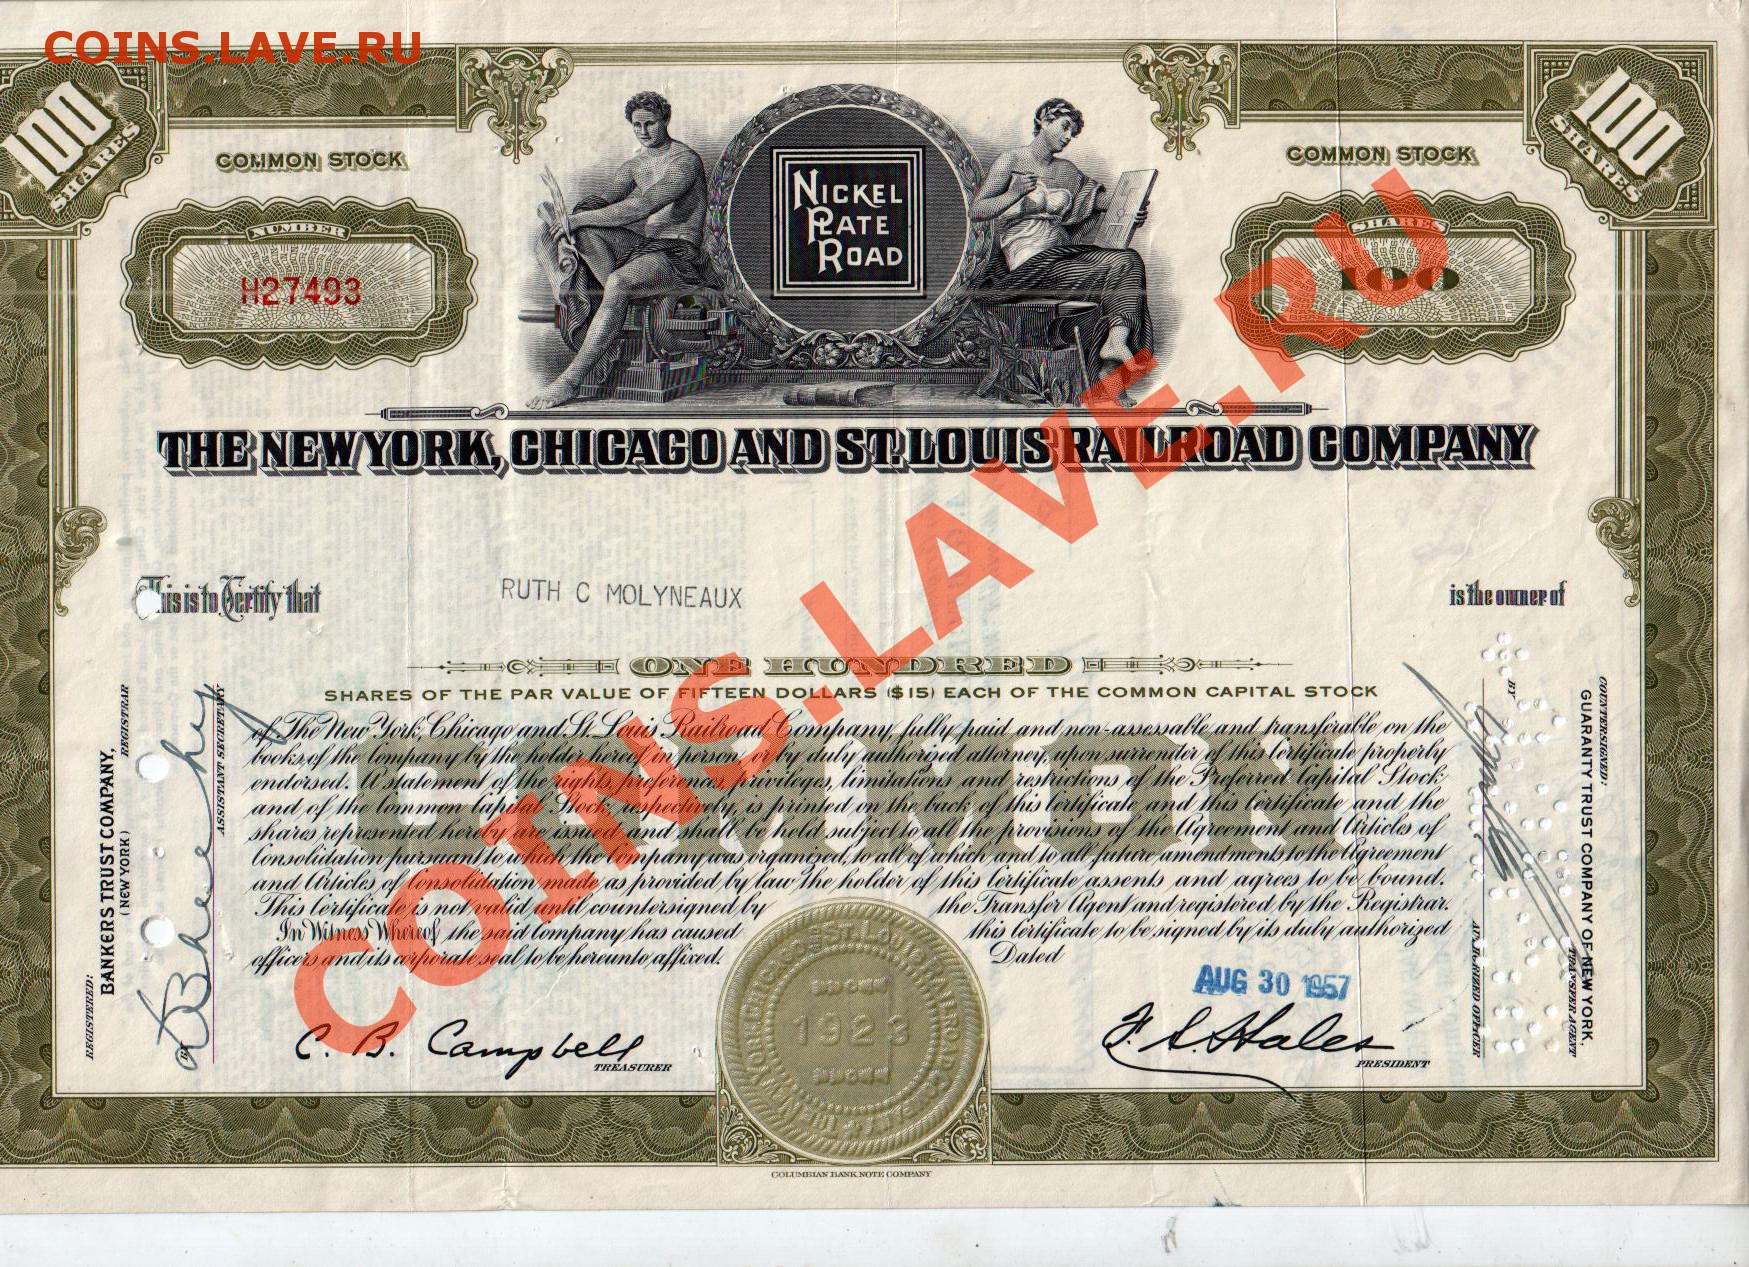 COINS.LAVE.RU
100 SHARES
100 SHARES
COMMON STOCK
COMMON STOCK
NICKEL
PLATE
ROAD
NUMBER
H27493
SHARES
100
THE NEW YORK, CHICAGO AND ST. LOUIS RAILROAD COMPANY
This is to Certify that RUTH C MOLYNEAUX is the owner of
ONE HUNDRED
SHARES OF THE PAR VALUE OF FIFTEEN DOLLARS ($15) EACH OF THE COMMON CAPITAL STOCK
of The New York, Chicago and St. Louis Railroad Company, fully paid and non-assessable and transferable on the
books of the company by the holder hereof in person or by duly authorized attorney, upon surrender of this certificate properly
endorsed. A statement of the rights, preferences, privileges, limitations and restrictions of the Preferred Capital Stock
and of the Common Capital Stock, respectively, is printed on the back of this certificate and this certificate and the
shares represented hereby are issued and shall be held subject to all the provisions of the Agreement and Articles of
Consolidation pursuant to which the Company was organized, to all of which and to all future amendments to the Agreement
and Articles of Consolidation made as provided by law the holder of this Certificate assents and agrees to be bound.
This Certificate is not valid until countersigned by the Transfer Agent and registered by the Registrar.
In Witness Whereof the said Company has caused this certificate to be signed by its duly authorized
officers and its corporate seal to be hereunto affixed. Dated
AUG 30 1957
COMMON
COINS.LAVE.RU
C. B. Campbell
TREASURER
PRESIDENT
1923
COLUMBIAN BANK NOTE COMPANY
REGISTERED:
BANKERS TRUST COMPANY,
(NEW YORK) REGISTRAR
ASSISTANT SECRETARY
COUNTERSIGNED:
GUARANTY TRUST COMPANY OF NEW YORK,
TRANSFER AGENT
BY
AUTHORIZED OFFICER